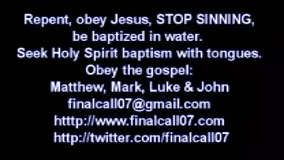 Repent, obey Jesus, STOP SINNING,
be baptized in water.
Seek Holy Spirit baptism with tongues.
Obey the gospel:
Matthew, Mark, Luke & John
finalcall07@gmail.com
htttp://www.finalcall07.com
http://twitter.com/finalcall07